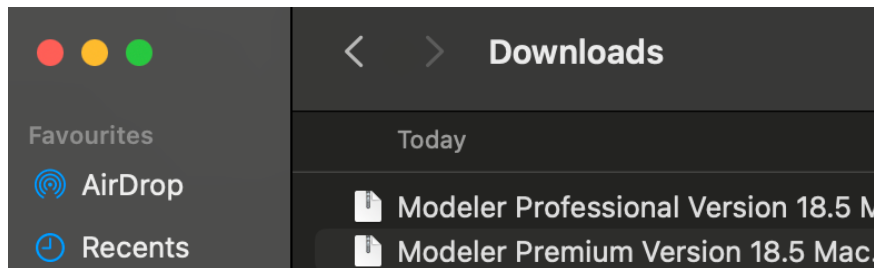 Downloads
Favourites
Today
AirDrop
Modeler Professional Version 18.5 M
Recents
Modeler Premium Version 18.5 Mac.